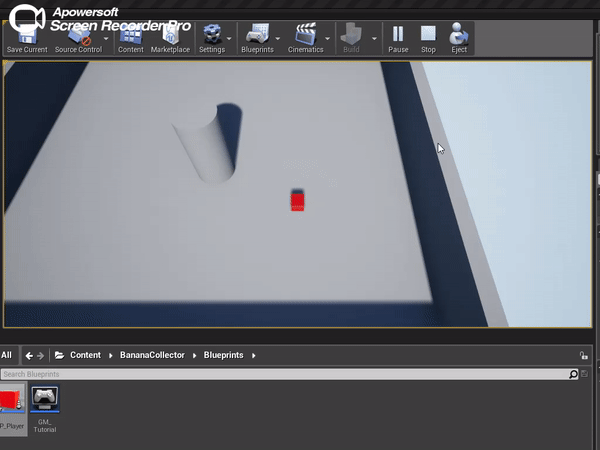 Apowersoft
Screen Recorder Pro
Save Current
Source Control
Content
Marketplace
Settings
Blueprints
Cinematics
Build
Pause
Stop
Eject
All
Content
BananaCollector
Blueprints
Search Blueprints
P_Player
GM_
Tutorial